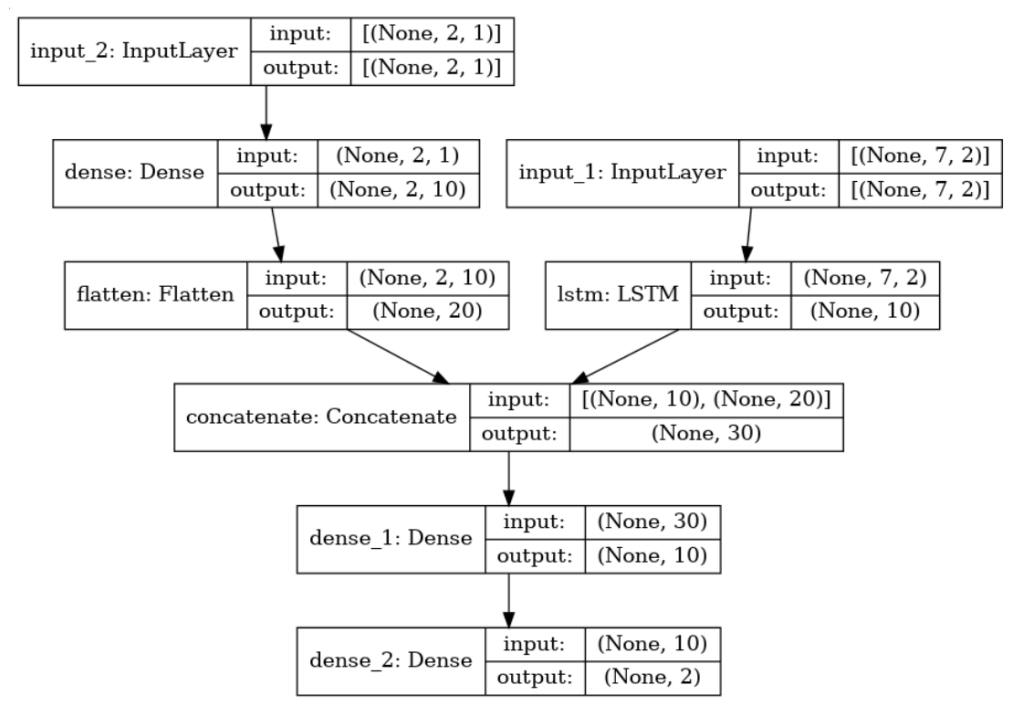 input_2: InputLayer
input: [(None, 2, 1)]
output: [(None, 2, 1)]
dense: Dense
input: (None, 2, 1)
output: (None, 2, 10)
input_1: InputLayer
input: [(None, 7, 2)]
output: [(None, 7, 2)]
flatten: Flatten
input: (None, 2, 10)
output: (None, 20)
lstm: LSTM
input: (None, 7, 2)
output: (None, 10)
concatenate: Concatenate
input: [(None, 10), (None, 20)]
output: (None, 30)
dense_1: Dense
input: (None, 30)
output: (None, 10)
dense_2: Dense
input: (None, 10)
output: (None, 2)